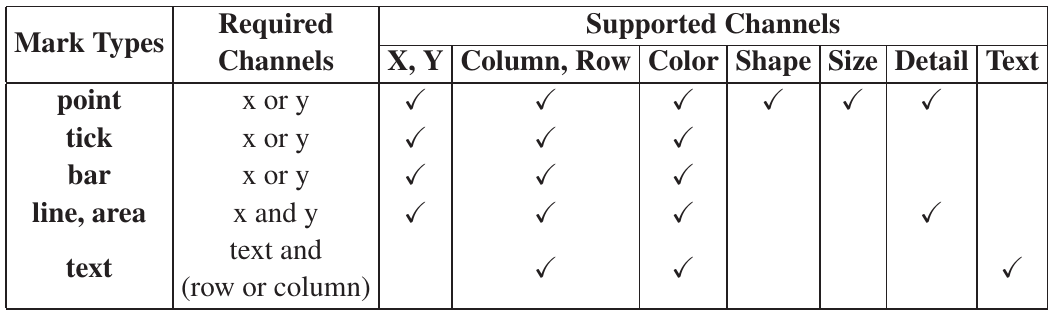 Mark Types Required Channels Supported Channels
X, Y Column, Row Color Shape Size Detail Text
point x or y ✓ ✓ ✓ ✓ ✓ ✓
tick x or y ✓ ✓ ✓
bar x or y ✓ ✓ ✓
line, area x and y ✓ ✓ ✓ ✓
text text and (row or column) ✓ ✓ ✓